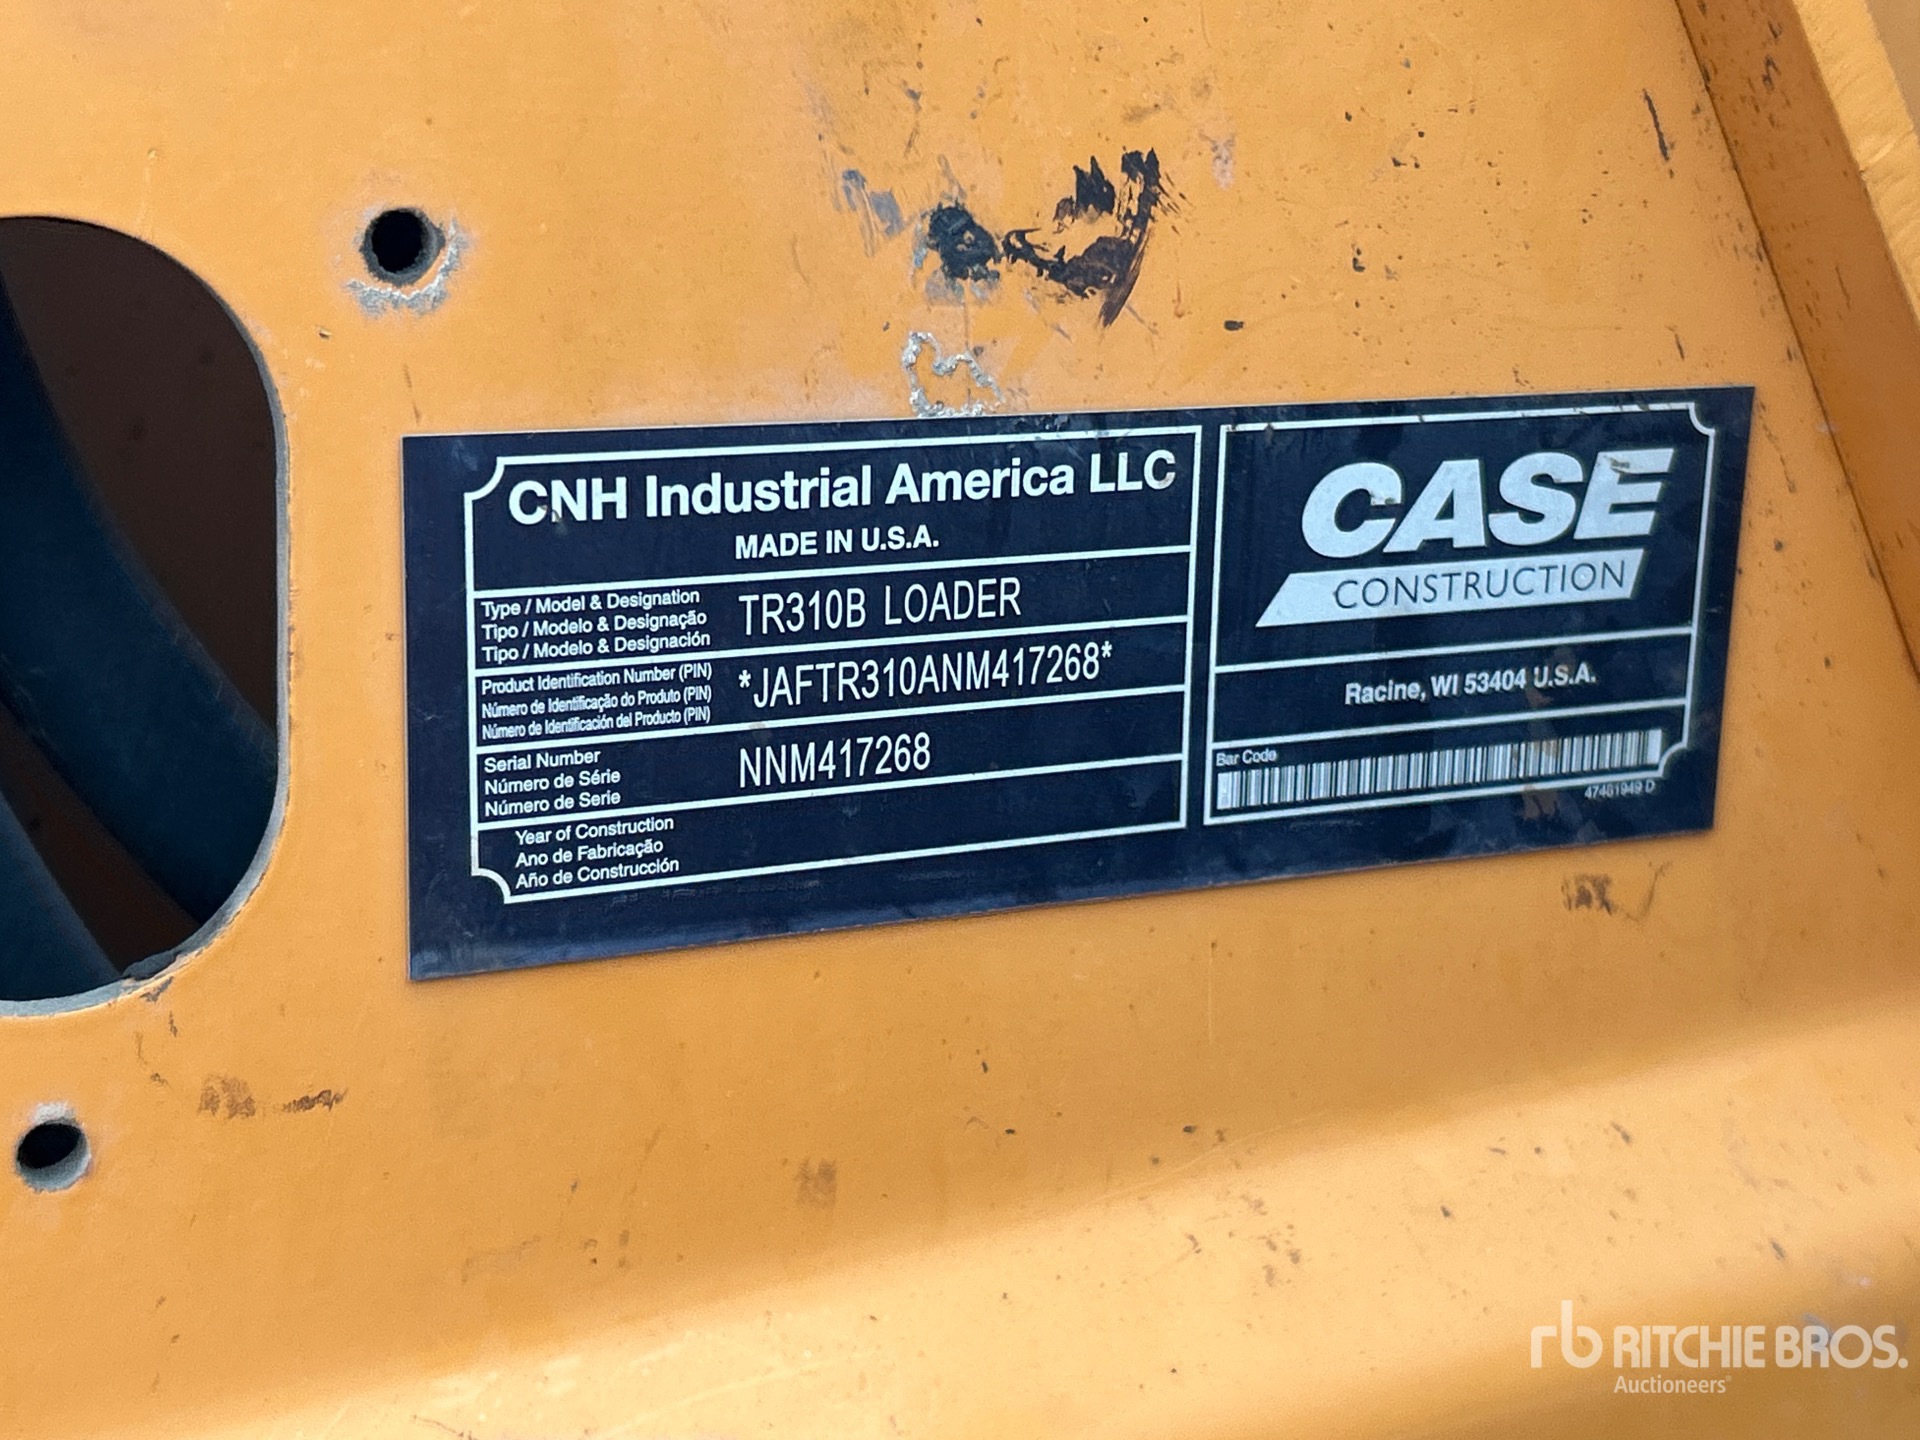 CNH Industrial America LLC
MADE IN U.S.A.
Type / Model & Designation
Tipo / Modelo & Designação
Tipo / Modelo & Designación
TR310B LOADER
Product Identification Number (PIN)
Número de Identificação do Produto (PIN)
Número de Identificación del Producto (PIN)
*JAFTR310ANM417268*
Serial Number
Número de Série
Número de Serie
NNM417268
Year of Construction
Ano de Fabricação
Año de Construcción
CASE
CONSTRUCTION
Racine, WI 53404 U.S.A.
Bar Code
47461949 D
rb RITCHIE BROS.
Auctioneers